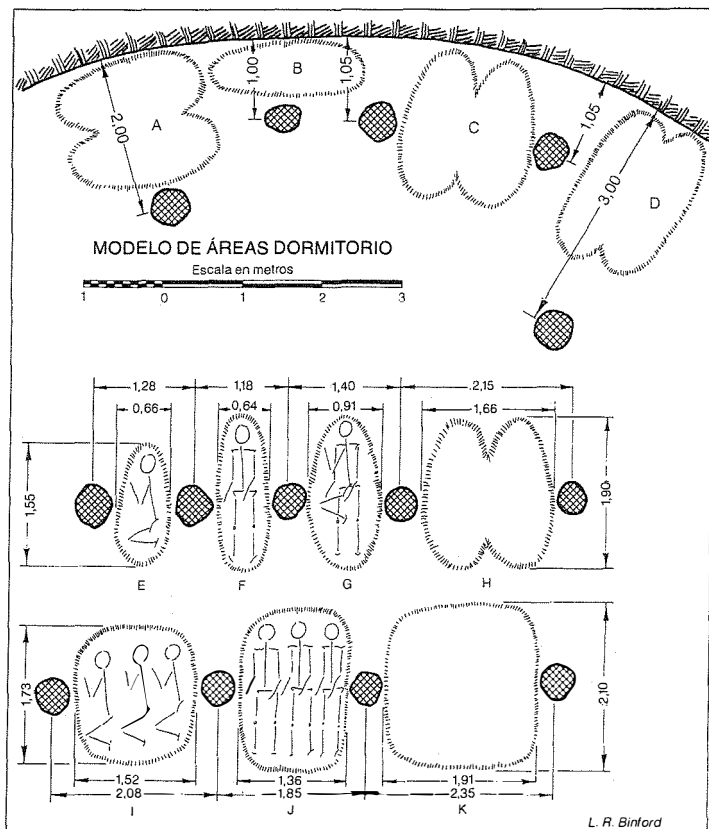 B
1,00
1,05
A
2,00
C
1,05
3,00
D
MODELO DE ÁREAS DORMITORIO
Escala en metros
1 0 1 2 3
1,28 1,18 1,40 2,15
0,66 0,64 0,91 1,66
1,55
1,90
E F G H
1,73
2,10
1,52 1,36 1,91
2,08 1,85 2,35
I J K
L. R. Binford